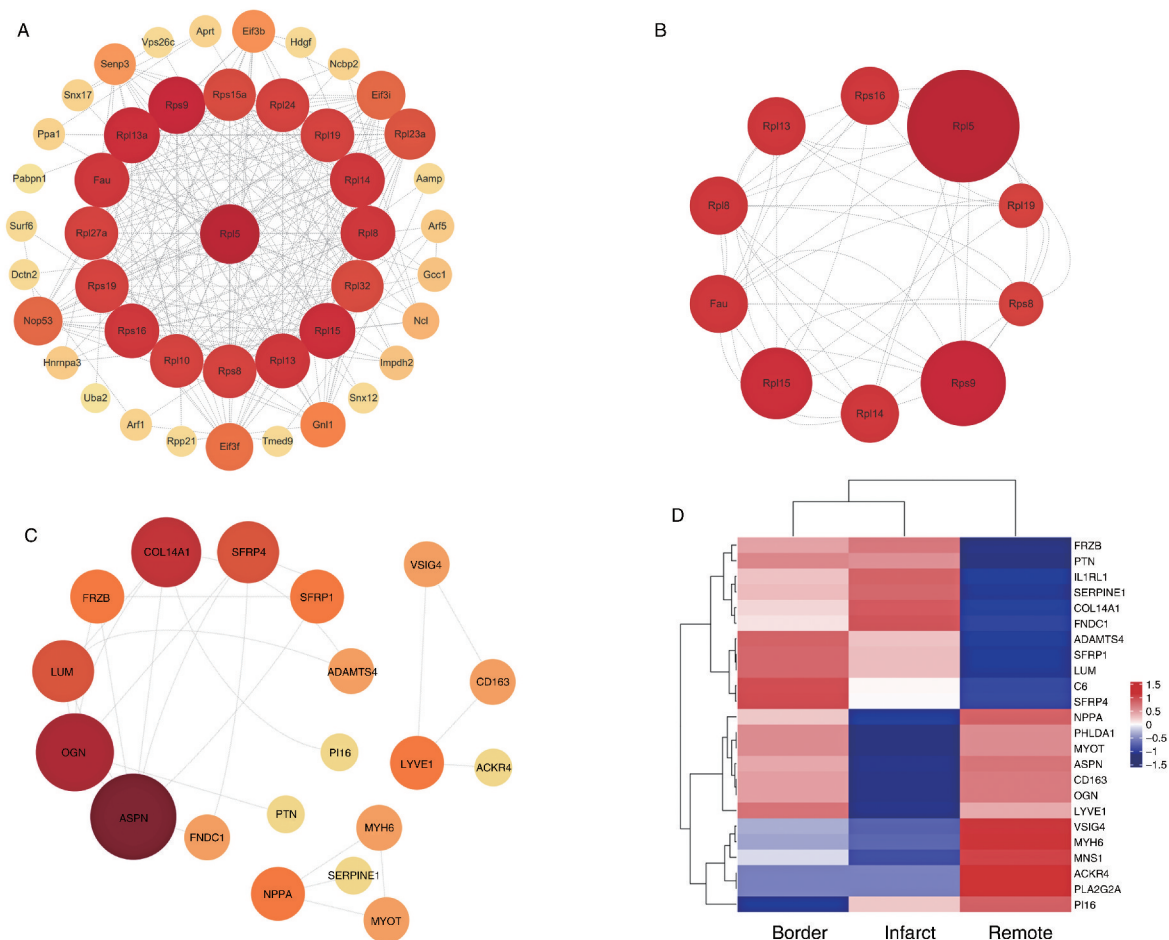 A
Vps26c
Aprt
Eif3b
Hdgf
Ncbp2
Senp3
Snx17
Ppa1
Pabpn1
Surf6
Dctn2
Nop53
Hnrnpa3
Uba2
Arf1
Rpp21
Eif3f
Tmed9
Gnl1
Snx12
Impdh2
Ncl
Gcc1
Arf5
Aamp
Rpl23a
Eif3i
Rps9
Rps15a
Rpl24
Rpl19
Rpl14
Rpl8
Rpl32
Rpl15
Rpl13
Rps8
Rpl10
Rps16
Rps19
Rpl27a
Fau
Rpl13a
Rpl5
B
Rps16
Rpl5
Rpl13
Rpl8
Rpl19
Fau
Rps8
Rpl15
Rpl14
Rps9
C
COL14A1
SFRP4
FRZB
SFRP1
LUM
ADAMTS4
OGN
PI16
ASPN
PTN
FNDC1
VSIG4
CD163
LYVE1
ACKR4
MYH6
SERPINE1
NPPA
MYOT
D
FRZB
PTN
IL1RL1
SERPINE1
COL14A1
FNDC1
ADAMTS4
SFRP1
LUM
C6
SFRP4
NPPA
PHLDA1
MYOT
ASPN
CD163
OGN
LYVE1
VSIG4
MYH6
MNS1
ACKR4
PLA2G2A
PI16
1.5
1
0.5
0
−0.5
−1
−1.5
Border Infarct Remote